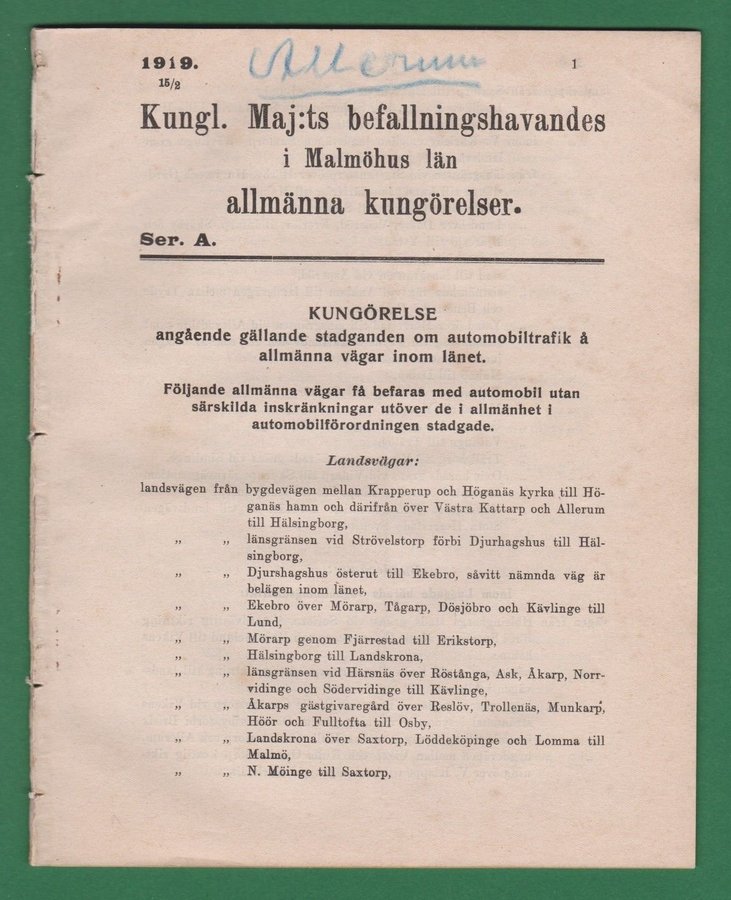 1919. Allerum 1
15/2
Kungl. Maj:ts befallningshavandes
i Malmöhus län
allmänna kungörelser.
Ser. A.
KUNGÖRELSE
angående gällande stadganden om automobiltrafik å
allmänna vägar inom länet.
Följande allmänna vägar få befaras med automobil utan
särskilda inskränkningar utöver de i allmänhet i
automobilförordningen stadgade.
Landsvägar:
landsvägen från bygdevägen mellan Krapperup och Höganäs kyrka till Hö-
ganäs hamn och därifrån över Västra Kattarp och Allerum
till Hälsingborg,
„ „ länsgränsen vid Strövelstorp förbi Djurhagshus till Häl-
singborg,
„ „ Djurshagshus österut till Ekebro, såvitt nämnda väg är
belägen inom länet,
„ „ Ekebro över Mörarp, Tågarp, Dösjöbro och Kävlinge till
Lund,
„ „ Mörarp genom Fjärrestad till Erikstorp,
„ „ Hälsingborg till Landskrona,
„ „ länsgränsen vid Härsnäs över Röstånga, Ask, Åkarp, Norr-
vidinge och Södervidinge till Kävlinge,
„ „ Åkarps gästgivaregård över Reslöv, Trollenäs, Munkarp,
Höör och Fulltofta till Osby,
„ „ Landskrona över Saxtorp, Löddeköpinge och Lomma till
Malmö,
„ „ N. Möinge till Saxtorp,